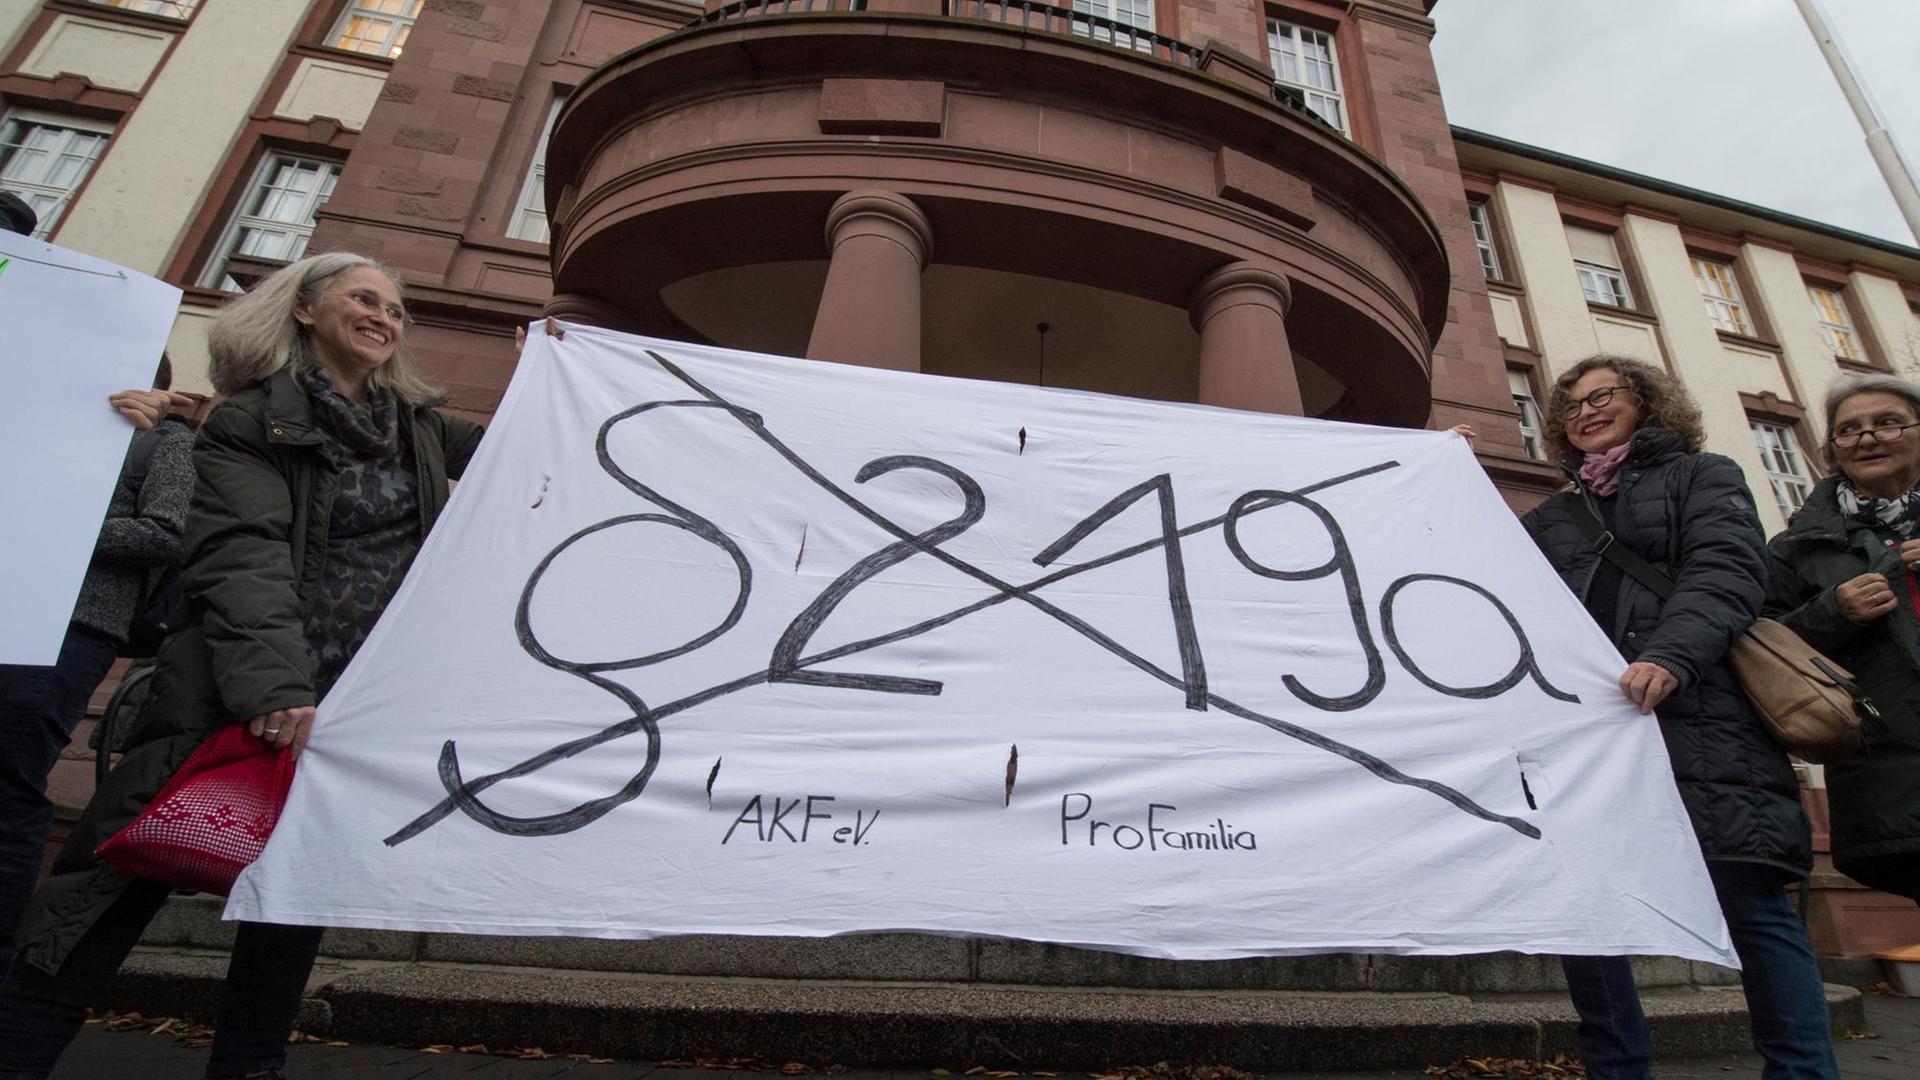 § 219a
AKF eV.
ProFamilia